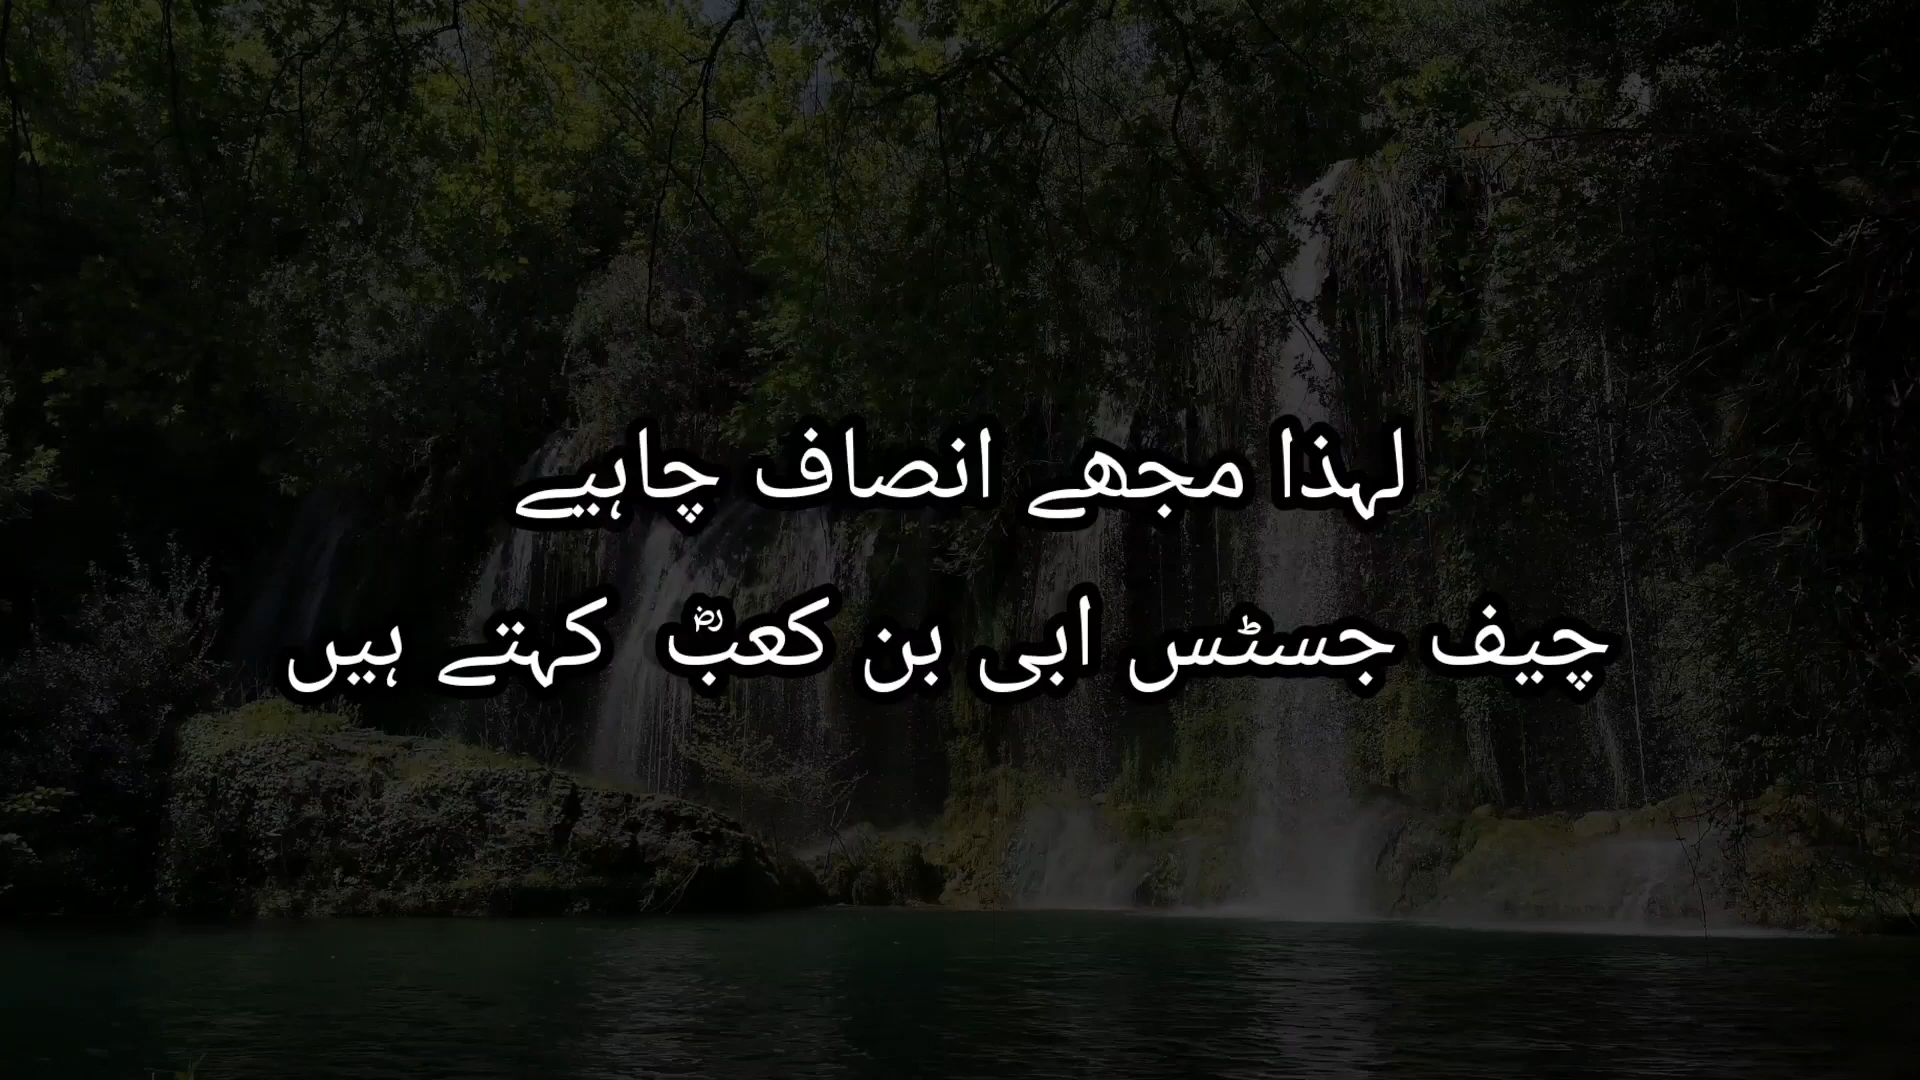 لہذا مجھے انصاف چاہیے
چیف جسٹس ابی بن کعبؓ کہتے ہیں